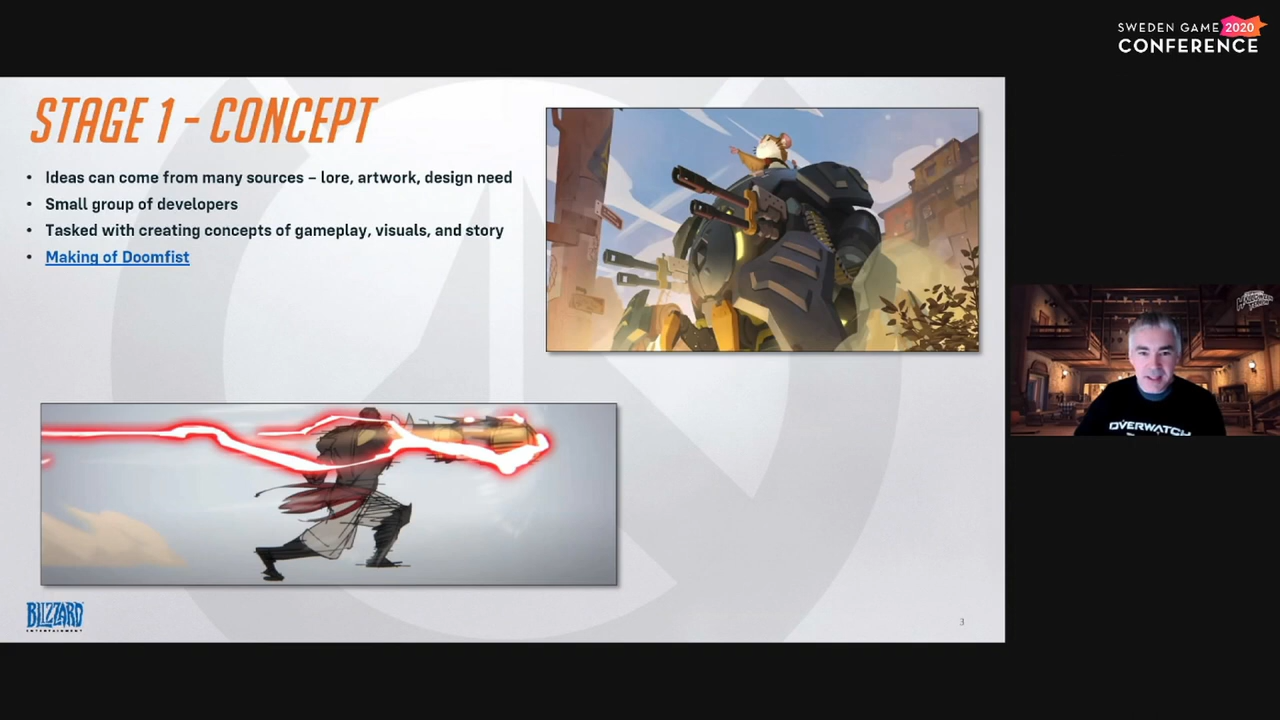 SWEDEN GAME 2020
CONFERENCE
STAGE 1 - CONCEPT
• Ideas can come from many sources – lore, artwork, design need
• Small group of developers
• Tasked with creating concepts of gameplay, visuals, and story
• Making of Doomfist
OVERWATCH
BLIZZARD
ENTERTAINMENT
3